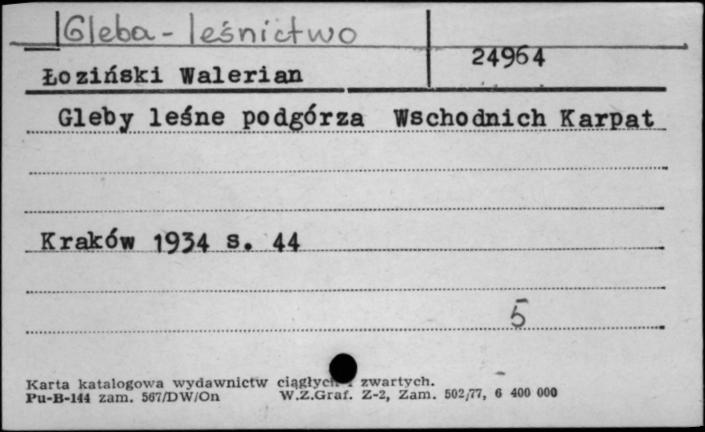 Gleba - leśnictwo
24964
Łoziński Walerian
Gleby leśne podgórza Wschodnich Karpat
Kraków 1934 s. 44
5
Karta katalogowa wydawnictw ciągłych i zwartych.
Pu-B-144 zam. 567/DW/On W.Z.Graf. Z-2, Zam. 502/77, 6 400 000